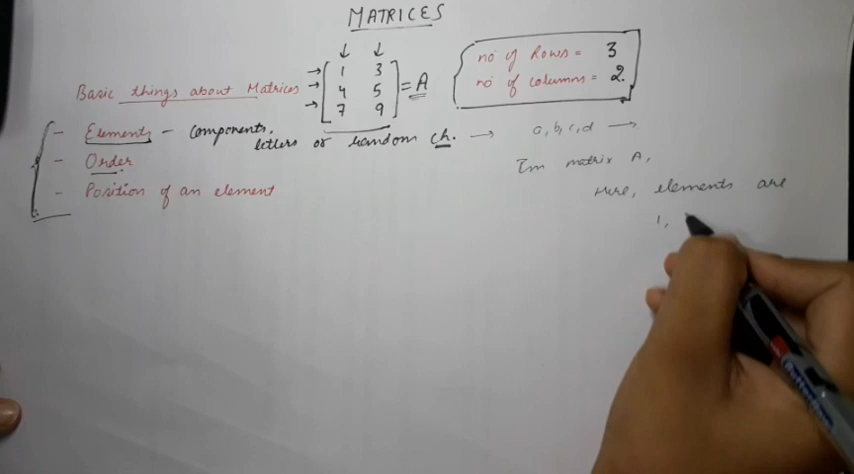 MATRICES
Basic things about Matrices
→ 1 3
→ 4 5 = A
→ 7 9
no of Rows = 3
no of columns = 2.
- Elements - components.
letters or random ch. → a, b, c, d →
- Order
- Position of an element
In matrix A,
Here, elements are
1,